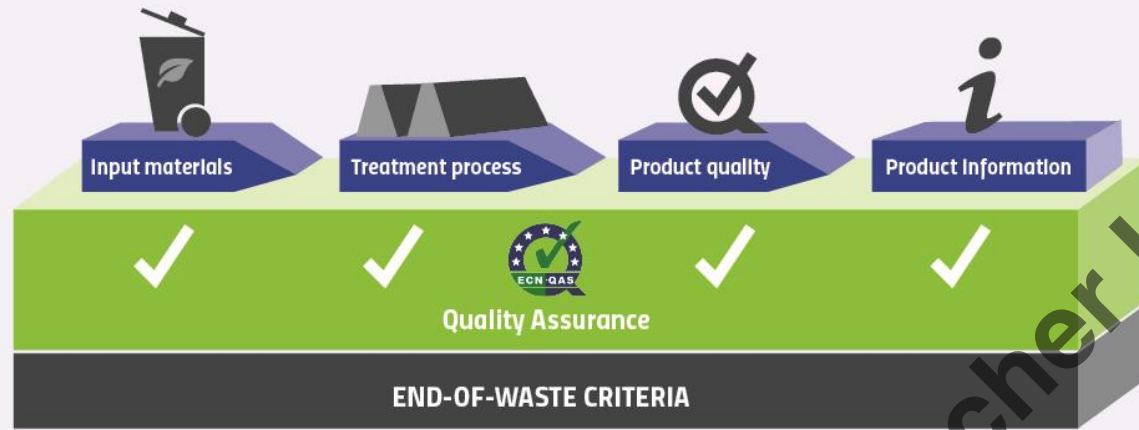 Input materials
Treatment process
Product quality
Product Information
ECN·QAS
Quality Assurance
END-OF-WASTE CRITERIA